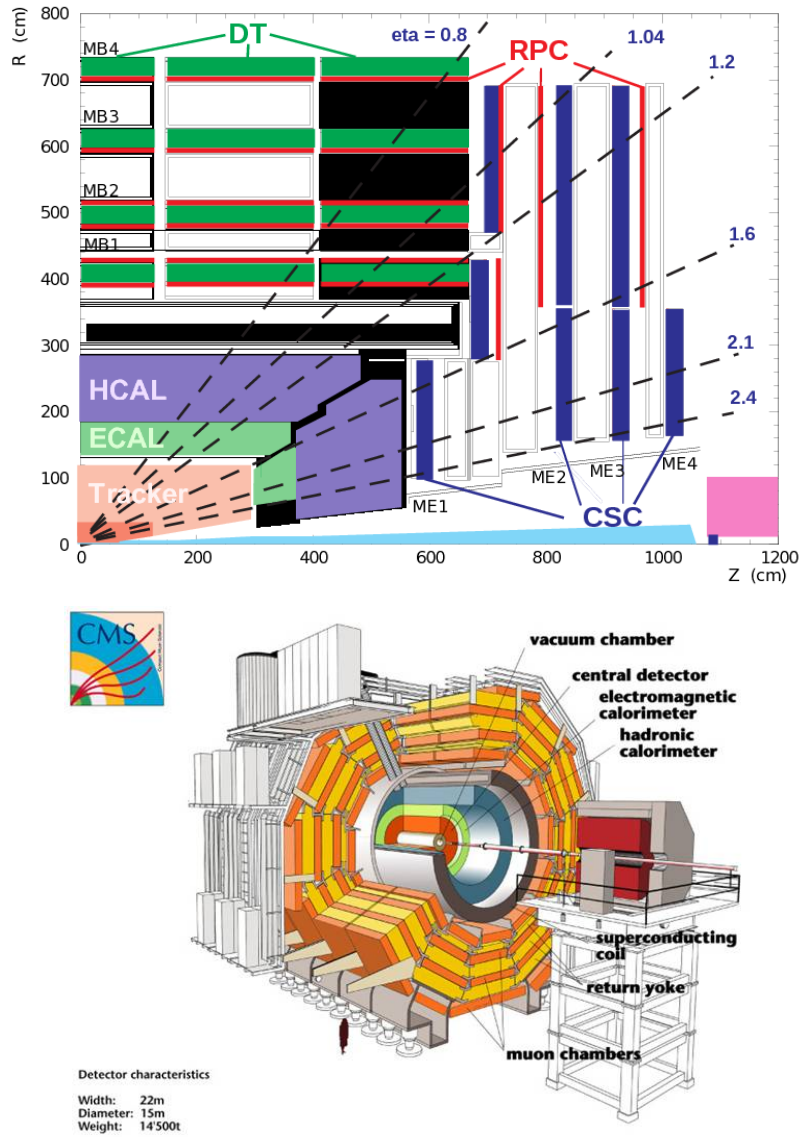 R (cm)
800
700
600
500
400
300
200
100
0
MB4
MB3
MB2
MB1
DT
eta = 0.8
RPC
1.04
1.2
1.6
2.1
2.4
HCAL
ECAL
Tracker
ME1
ME2
ME3
ME4
CSC
0
200
400
600
800
1000
1200
Z (cm)
CMS
vacuum chamber
central detector
electromagnetic
calorimeter
hadronic
calorimeter
superconducting
coil
return yoke
muon chambers
Detector characteristics
Width: 22m
Diameter: 15m
Weight: 14'500t